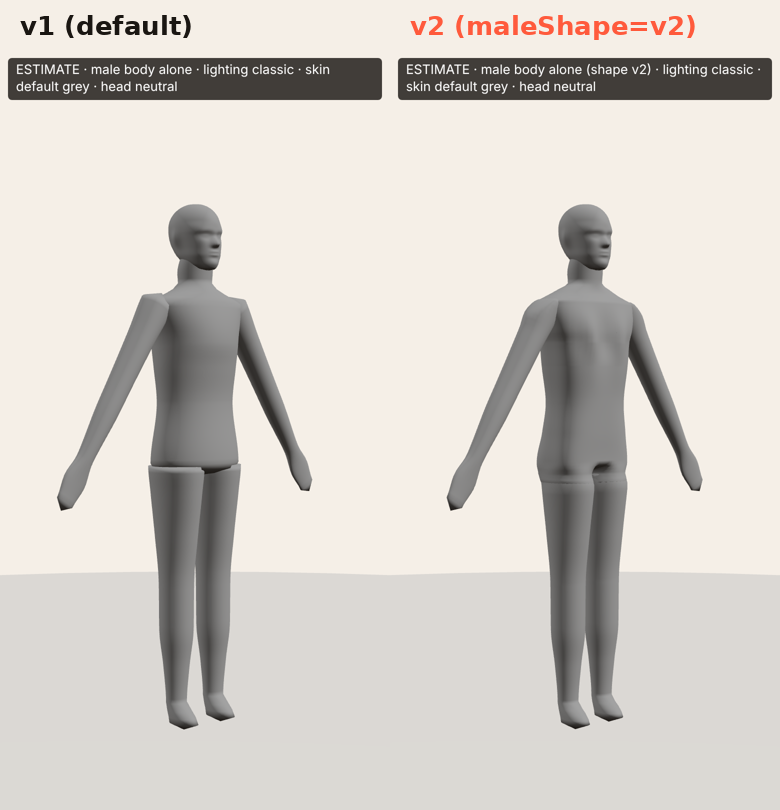 v1 (default)
ESTIMATE · male body alone · lighting classic · skin
default grey · head neutral
v2 (maleShape=v2)
ESTIMATE · male body alone (shape v2) · lighting classic ·
skin default grey · head neutral